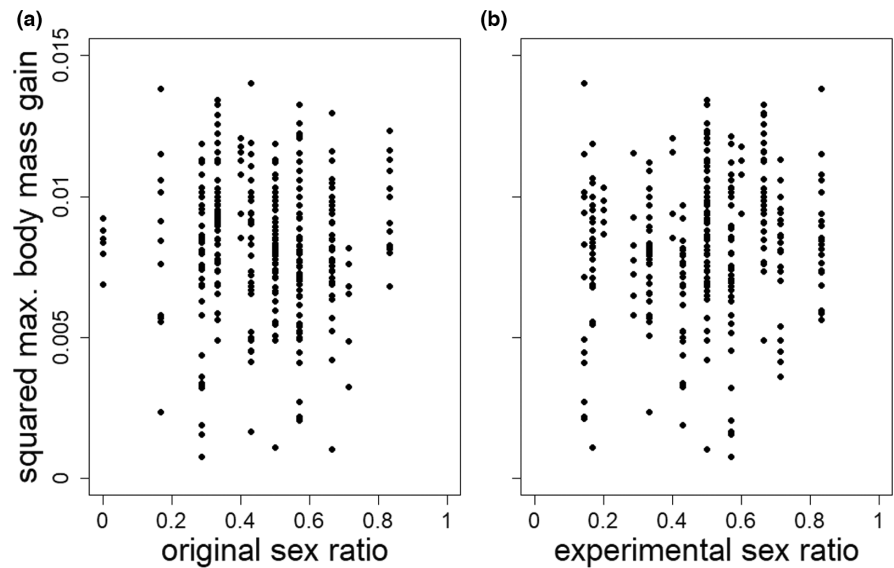 (a)
(b)
squared max. body mass gain
0.015
0.01
0.005
0
0 0.2 0.4 0.6 0.8 1
original sex ratio
0 0.2 0.4 0.6 0.8 1
experimental sex ratio